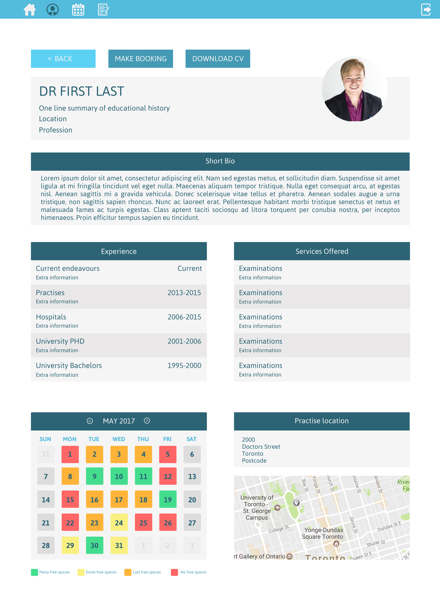 < BACK
MAKE BOOKING
DOWNLOAD CV
DR FIRST LAST
One line summary of educational history
Location
Profession
Short Bio
Lorem ipsum dolor sit amet, consectetur adipiscing elit. Nam sed egestas metus, et sollicitudin diam. Suspendisse sit amet
ligula at mi fringilla tincidunt vel eget nulla. Maecenas aliquam tempor tristique. Nulla eget consequat arcu, at egestas
nisl. Aenean sagittis mi a gravida vehicula. Donec scelerisque vitae tellus et pharetra. Aenean sodales augue a urna
tristique, non sagittis sapien rhoncus. Nunc ac laoreet erat. Pellentesque habitant morbi tristique senectus et netus et
malesuada fames ac turpis egestas. Class aptent taciti sociosqu ad litora torquent per conubia nostra, per inceptos
himenaeos. Proin efficitur tempus sapien eu tincidunt.
Experience
Current endeavours Current
Extra information
Practises 2013-2015
Extra information
Hospitals 2006-2015
Extra information
University PHD 2001-2006
Extra information
University Bachelors 1995-2000
Extra information
Services Offered
Examinations
Extra information
Examinations
Extra information
Examinations
Extra information
Examinations
Extra information
Examinations
Extra information
MAY 2017
SUN MON TUE WED THU FRI SAT
31 1 2 3 4 5 6
7 8 9 10 11 12 13
14 15 16 17 18 19 20
21 22 23 24 25 26 27
28 29 30 31 1 2 3
Many free spaces Some free spaces Last free spaces No free spaces
Practise location
2000
Doctors Street
Toronto
Postcode
University of
Toronto -
St. George
Campus
College St
Yonge-Dundas
Square Toronto
Dundas St E
Shuter St
River
Fa
rt Gallery of Ontario
Toronto